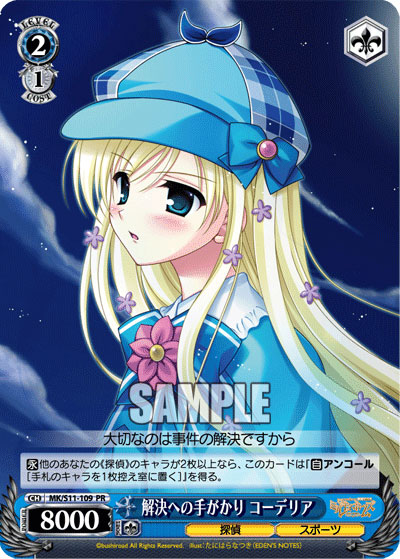 LEVEL
2
1
COST
SAMPLE
大切なのは事件の解決ですから
永 他のあなたの《探偵》のキャラが2枚以上なら、このカードは『自 アンコール
[手札のキャラを1枚控え室に置く]』を得る。
CH MK/S11-109 PR
POWER
8000
解決への手がかり コーデリア
探偵
スポーツ
©bushiroad All Rights Reserved. illust:たにはらなつき(EDEN'S NOTES)